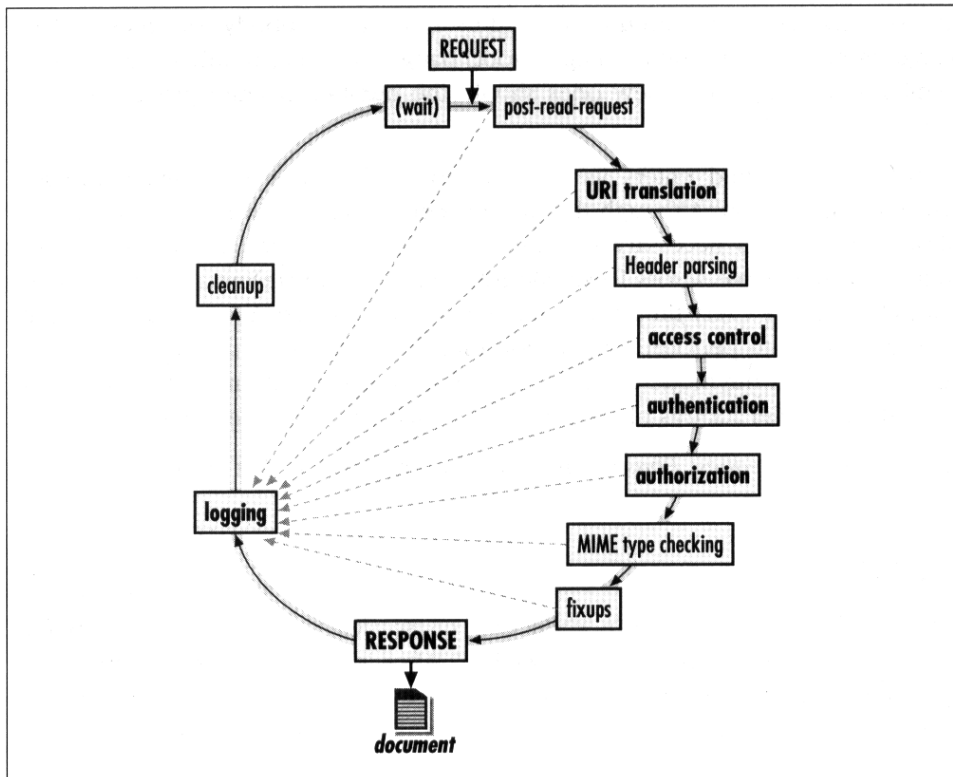 REQUEST
(wait)
post-read-request
URI translation
Header parsing
cleanup
access control
authentication
authorization
logging
MIME type checking
fixups
RESPONSE
document